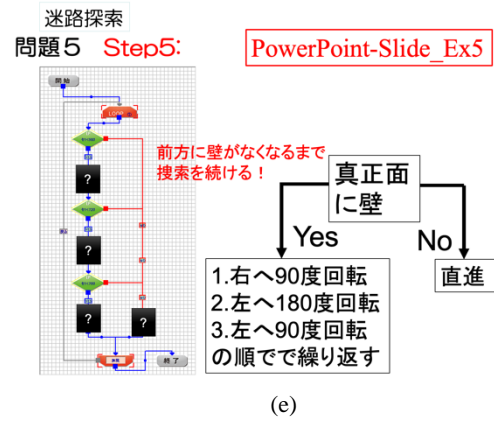 迷路探索
問題5 Step5:
PowerPoint-Slide_Ex5
開始
前方に壁がなくなるまで
捜索を続ける！
?
?
?
?
終了
真正面
に壁
Yes
No
1.右へ90度回転
2.左へ180度回転
3.左へ90度回転
の順でで繰り返す
直進
(e)